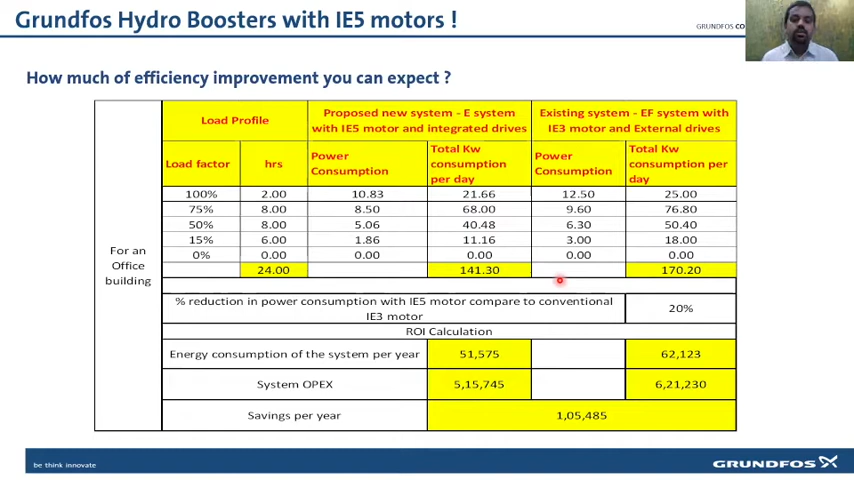 Grundfos Hydro Boosters with IE5 motors !
GRUNDFOS CO
How much of efficiency improvement you can expect ?
For an
Office
building
Load Profile
Proposed new system - E system
with IE5 motor and integrated drives
Existing system - EF system with
IE3 motor and External drives
Load factor
hrs
Power
Consumption
Total Kw
consumption
per day
Power
Consumption
Total Kw
consumption per
day
100% 2.00 10.83 21.66 12.50 25.00
75% 8.00 8.50 68.00 9.60 76.80
50% 8.00 5.06 40.48 6.30 50.40
15% 6.00 1.86 11.16 3.00 18.00
0% 0.00 0.00 0.00 0.00 0.00
24.00 141.30 170.20
% reduction in power consumption with IE5 motor compare to conventional
IE3 motor
20%
ROI Calculation
Energy consumption of the system per year 51,575 62,123
System OPEX 5,15,745 6,21,230
Savings per year 1,05,485
be think innovate
GRUNDFOS